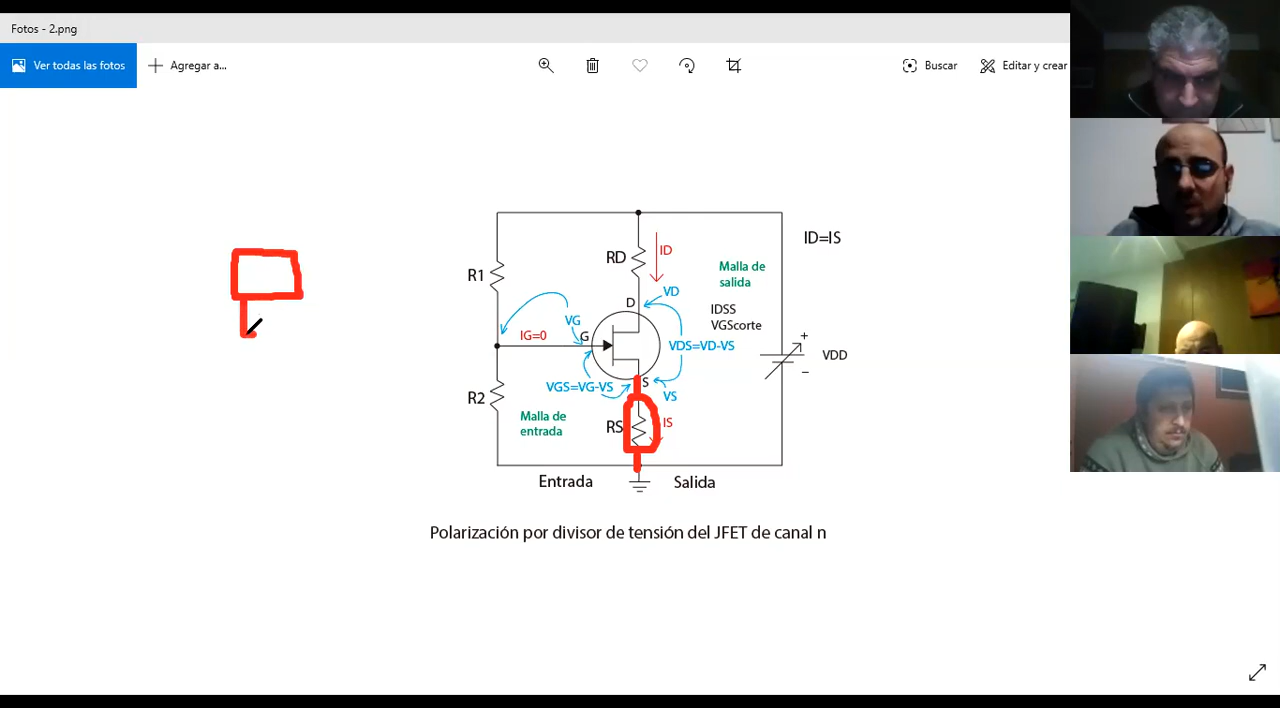 Fotos - 2.png
Ver todas las fotos
Agregar a...
Buscar
Editar y crear
ID=IS
RD
ID
Malla de
salida
R1
VD
D
IDSS
VGScorte
VG
IG=0
G
VDS=VD-VS
+
VDD
VGS=VG-VS
S
VS
−
R2
Malla de
entrada
RS
IS
Entrada
Salida
Polarización por divisor de tensión del JFET de canal n